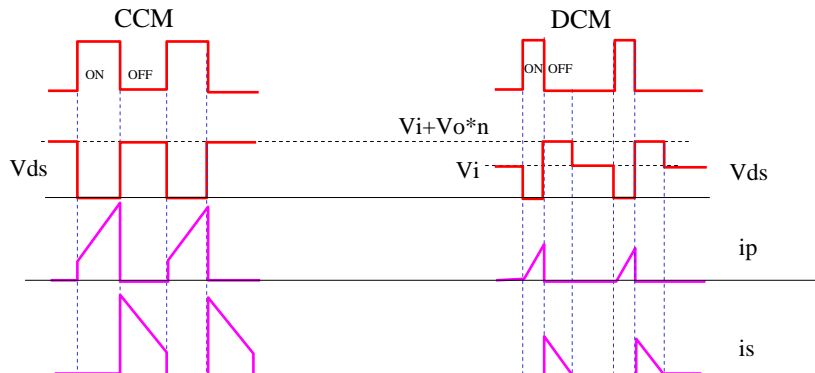 CCM
DCM
ON
OFF
ON
OFF
Vi+Vo*n
Vds
Vi
Vds
ip
is